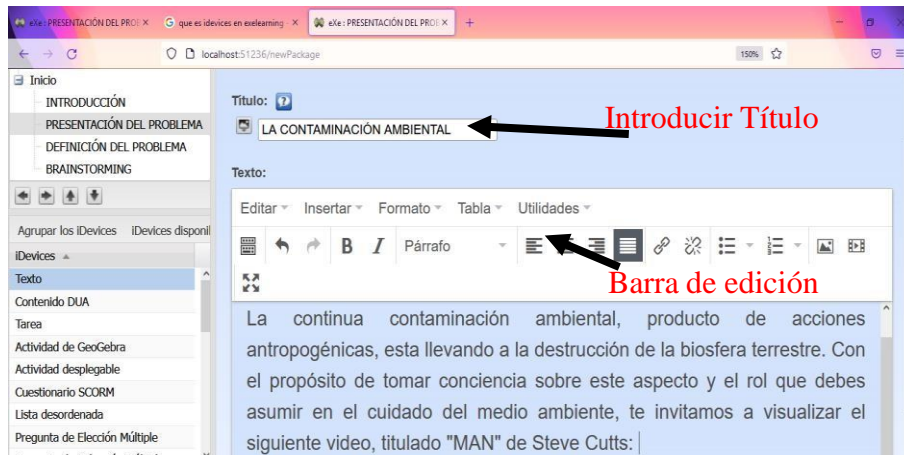 eXe : PRESENTACIÓN DEL PRO
que es idevices en exelearning -
eXe : PRESENTACIÓN DEL PROB
localhost:51236/newPackage
150%
Inicio
INTRODUCCIÓN
PRESENTACIÓN DEL PROBLEMA
DEFINICIÓN DEL PROBLEMA
BRAINSTORMING
Agrupar los iDevices iDevices disponil
iDevices
Texto
Contenido DUA
Tarea
Actividad de GeoGebra
Actividad desplegable
Cuestionario SCORM
Lista desordenada
Pregunta de Elección Múltiple
Título:
LA CONTAMINACIÓN AMBIENTAL
Introducir Título
Texto:
Editar Insertar Formato Tabla Utilidades
B I Párrafo
Barra de edición
La continua contaminación ambiental, producto de acciones
antropogénicas, esta llevando a la destrucción de la biosfera terrestre. Con
el propósito de tomar conciencia sobre este aspecto y el rol que debes
asumir en el cuidado del medio ambiente, te invitamos a visualizar el
siguiente video, titulado "MAN" de Steve Cutts: